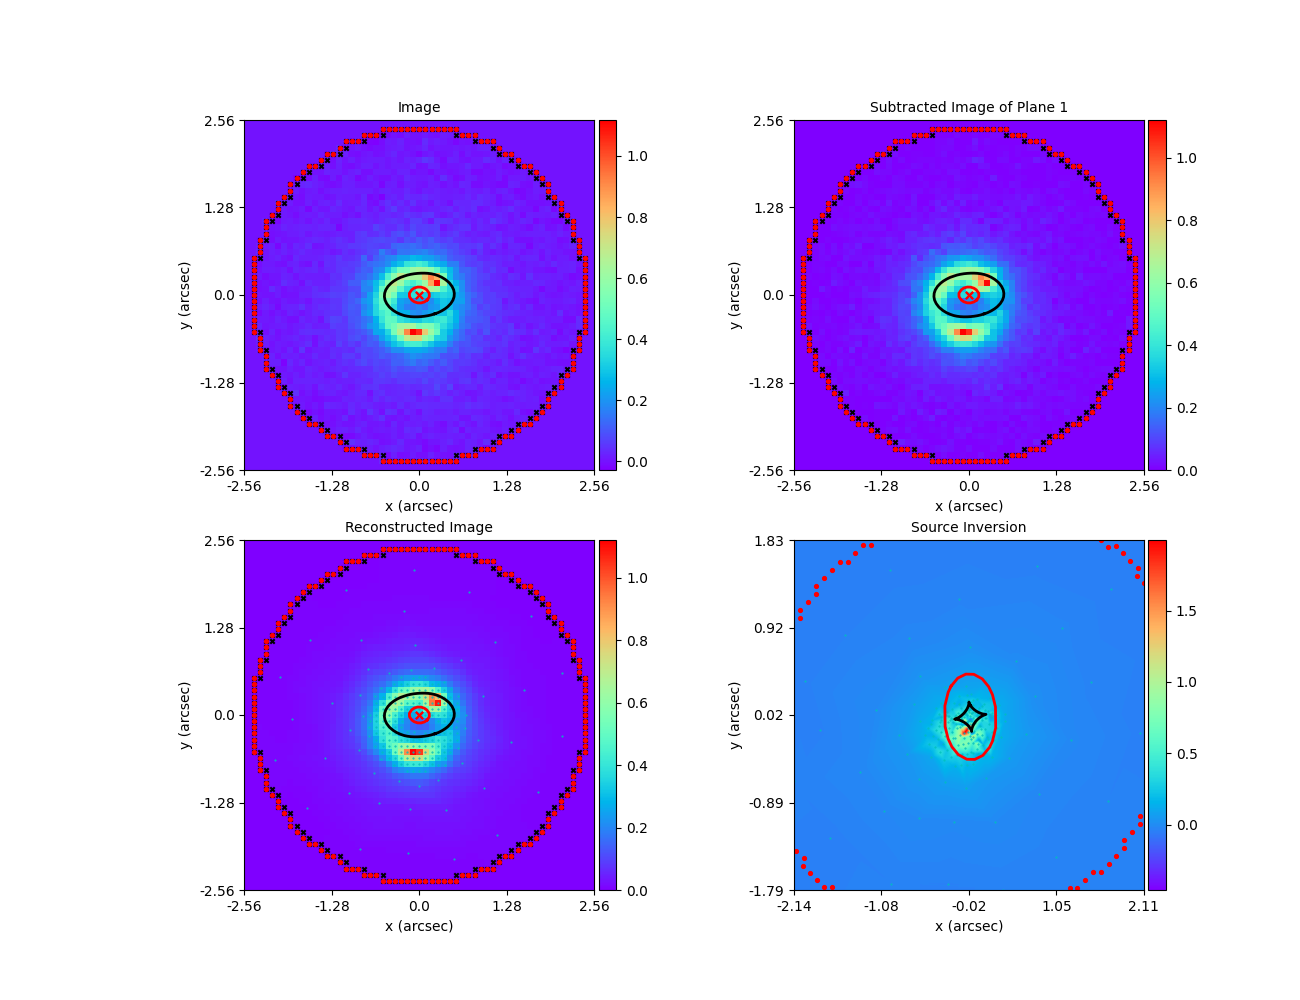 Image
2.56
1.28
0.0
-1.28
-2.56
y (arcsec)
-2.56 -1.28 0.0 1.28 2.56
x (arcsec)
1.0
0.8
0.6
0.4
0.2
0.0
Subtracted Image of Plane 1
2.56
1.28
0.0
-1.28
-2.56
y (arcsec)
-2.56 -1.28 0.0 1.28 2.56
x (arcsec)
1.0
0.8
0.6
0.4
0.2
0.0
Reconstructed Image
2.56
1.28
0.0
-1.28
-2.56
y (arcsec)
-2.56 -1.28 0.0 1.28 2.56
x (arcsec)
1.0
0.8
0.6
0.4
0.2
0.0
Source Inversion
1.83
0.92
0.02
-0.89
-1.79
y (arcsec)
-2.14 -1.08 -0.02 1.05 2.11
x (arcsec)
1.5
1.0
0.5
0.0